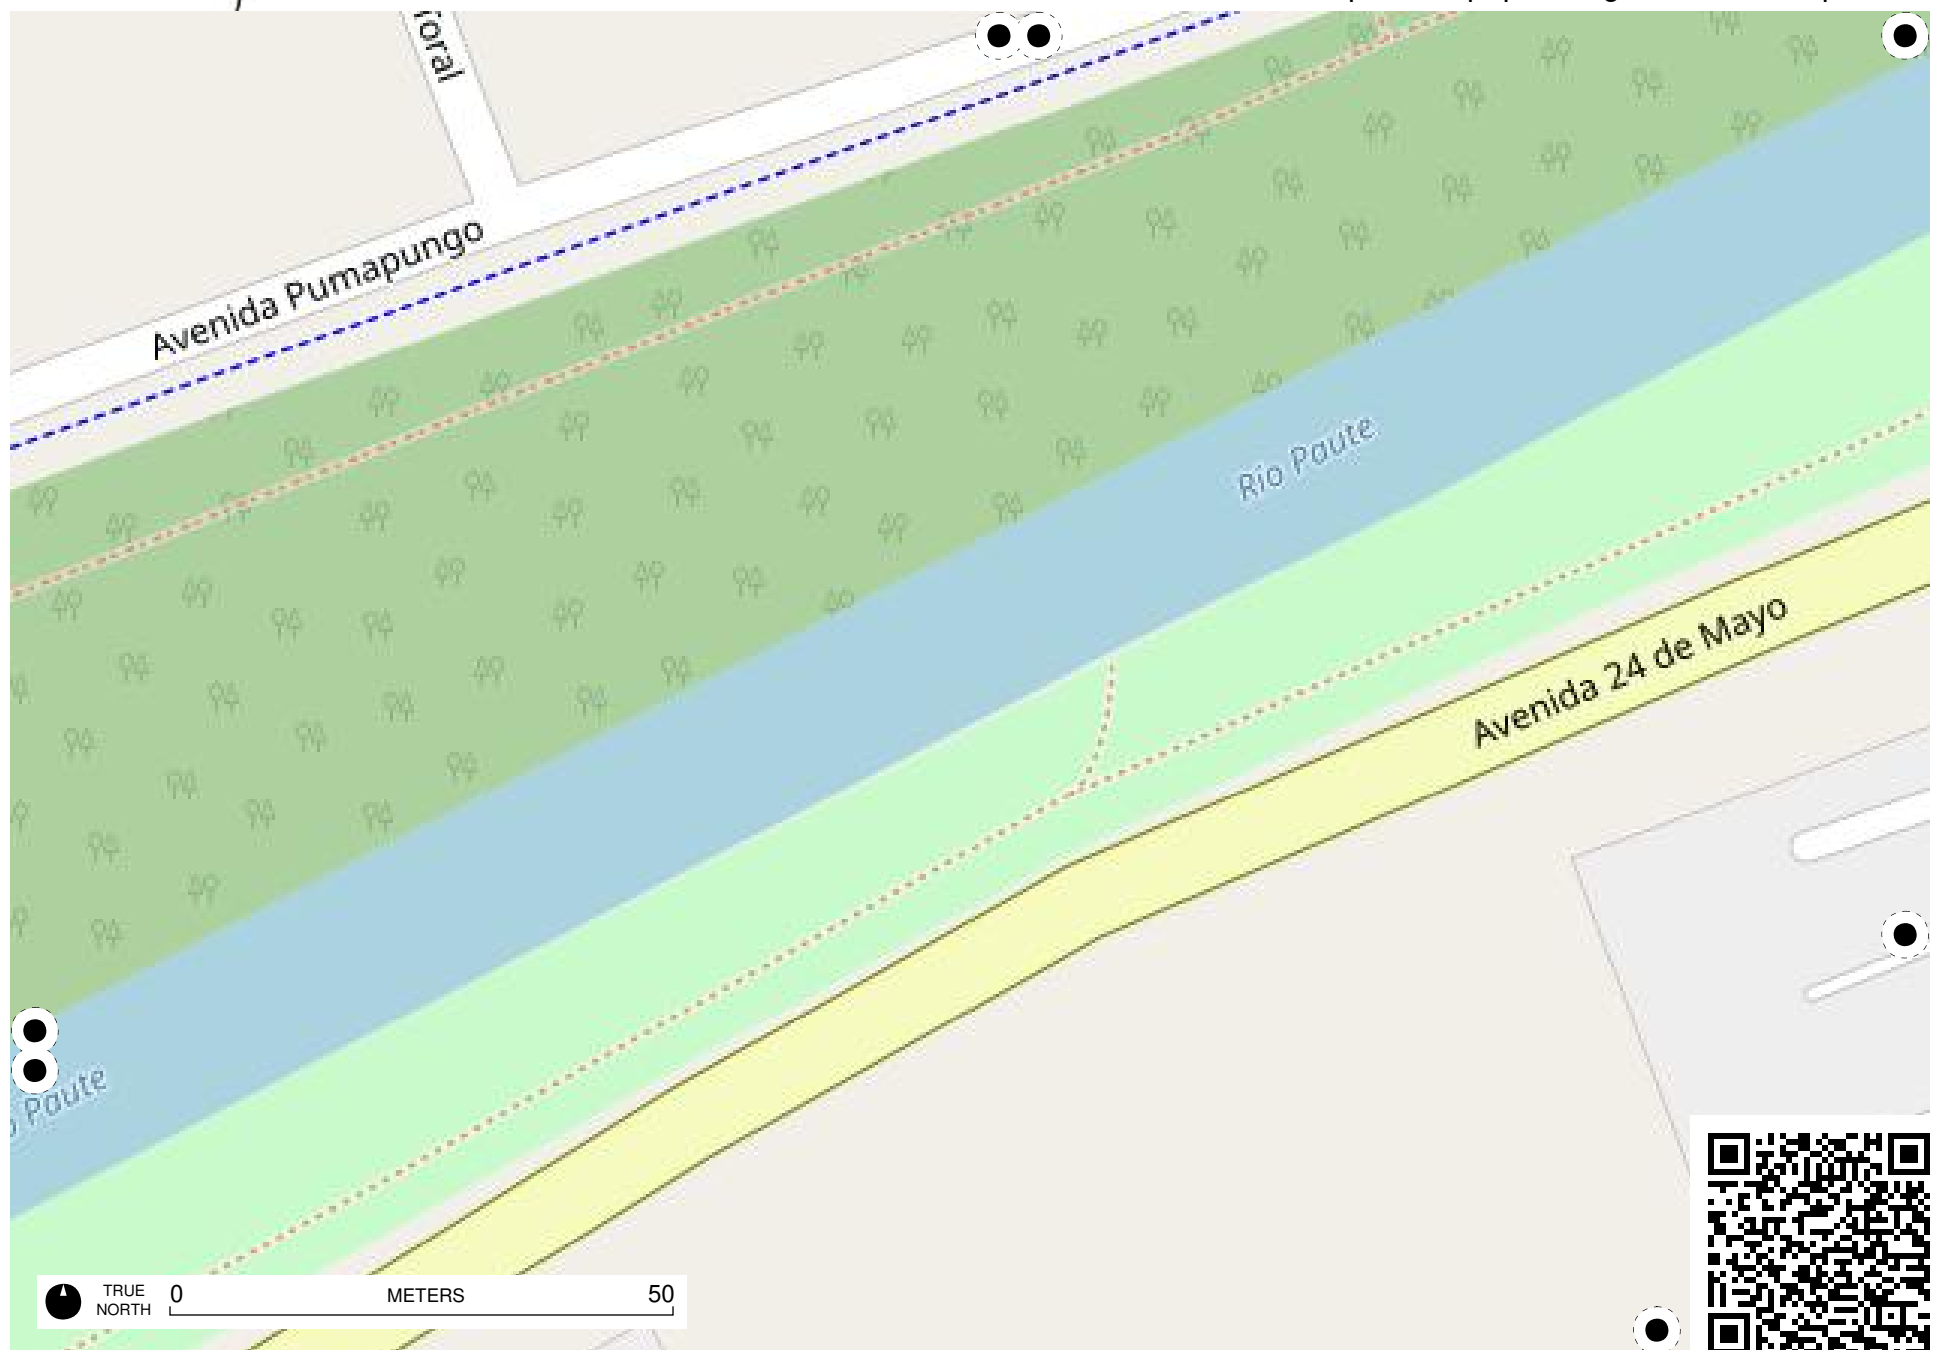 Avenida Pumapungo
Río Paute
Avenida 24 de Mayo
Paute
TRUE
NORTH
0
METERS
50